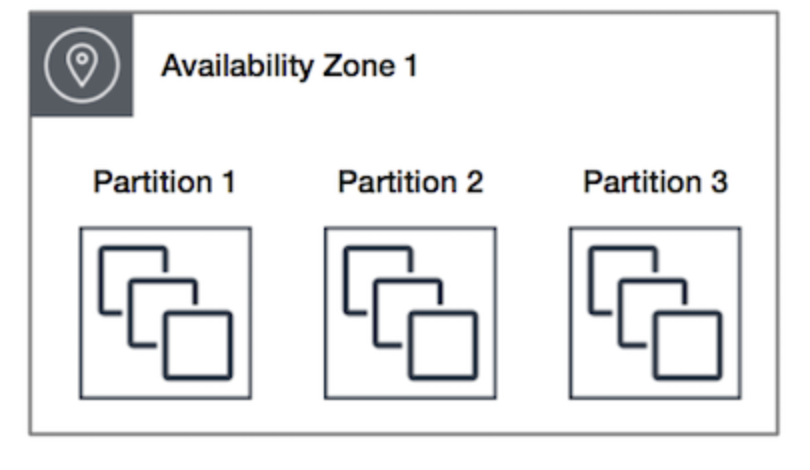 Availability Zone 1
Partition 1
Partition 2
Partition 3